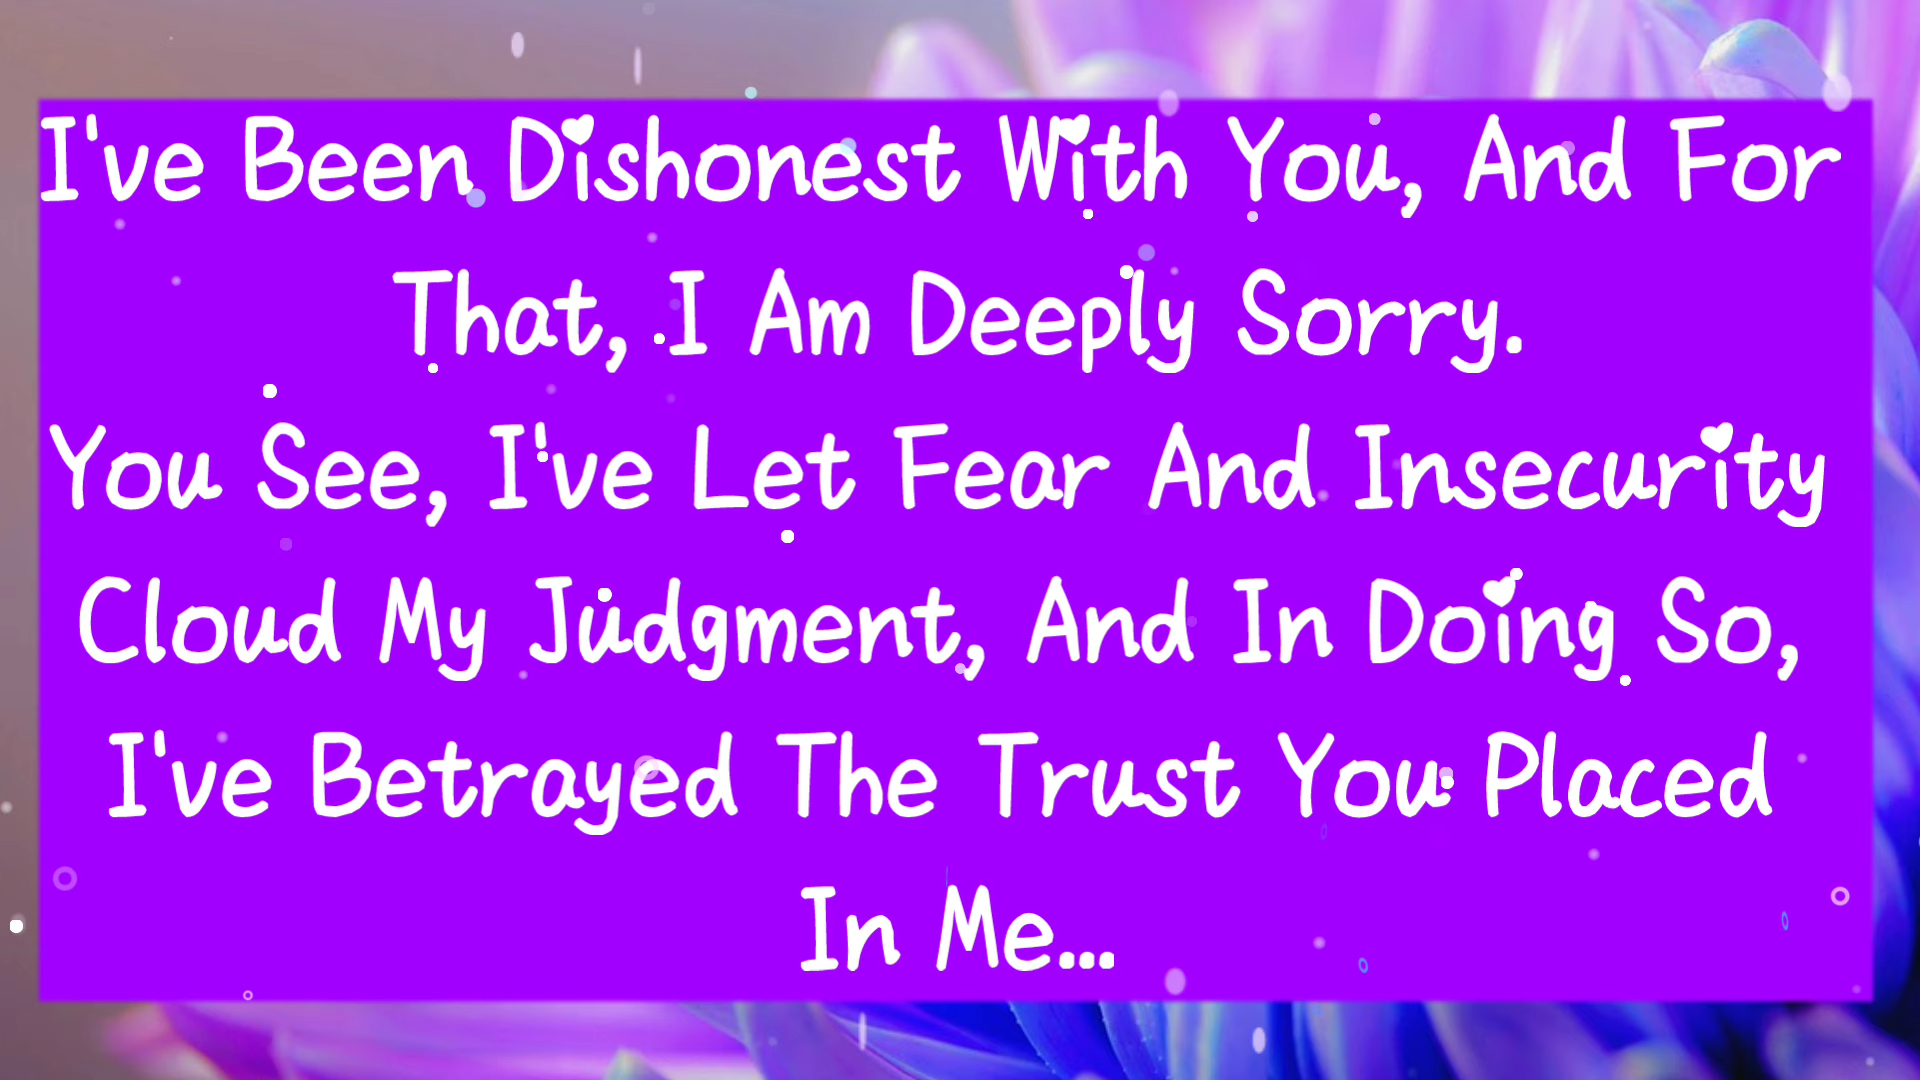 I've Been Dishonest With You, And For
That, I Am Deeply Sorry.
You See, I've Let Fear And Insecurity
Cloud My Judgment, And In Doing So,
I've Betrayed The Trust You Placed
In Me...